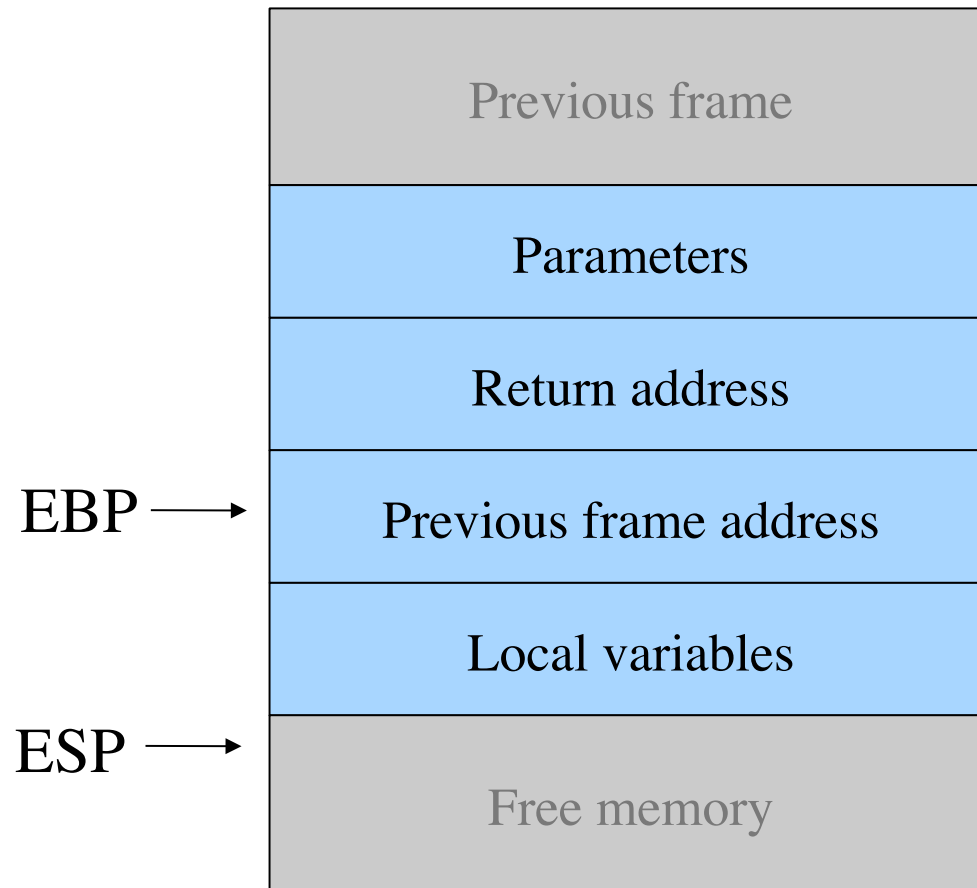 Previous frame
Parameters
Return address
EBP
Previous frame address
Local variables
ESP
Free memory